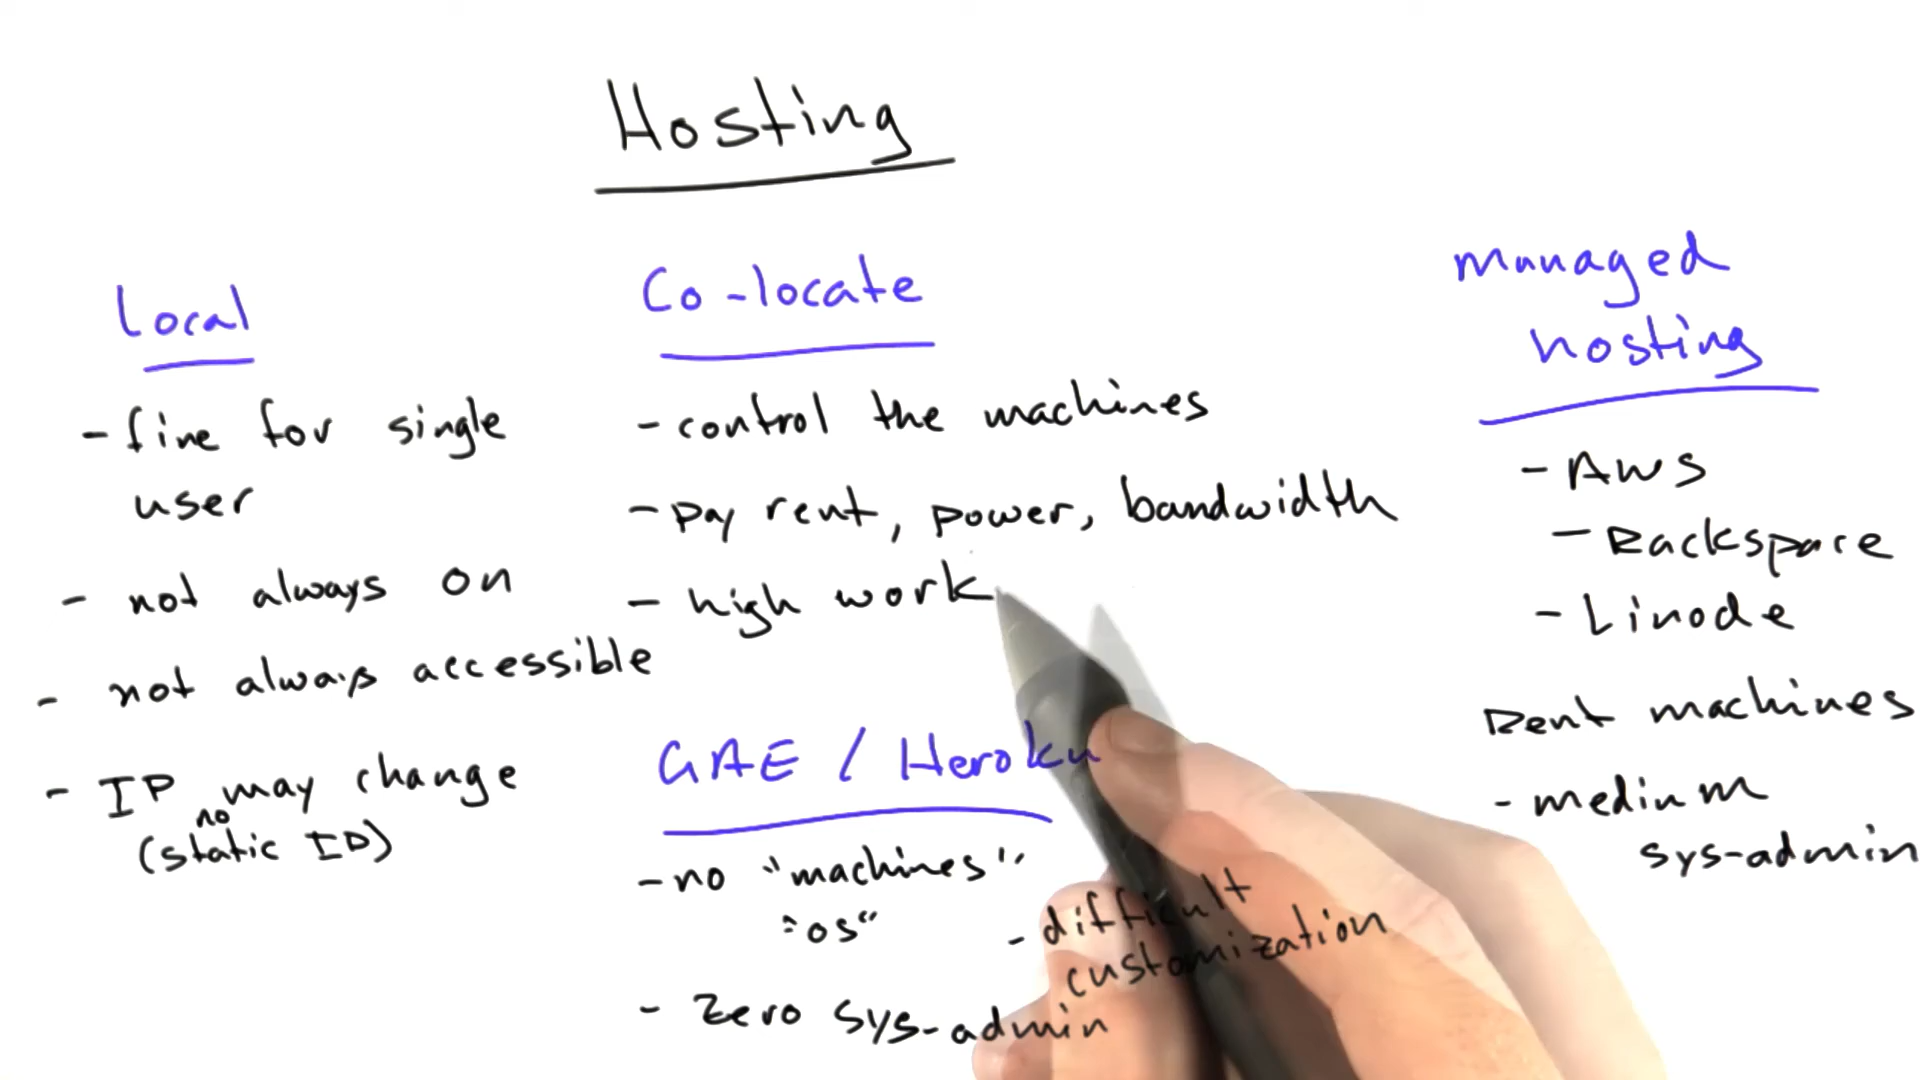 Hosting
Local
- fine for single
user
- not always on
- not always accessible
- IP may change
no
(static ID)
Co-locate
- control the machines
- pay rent, power, bandwidth
- high work
GAE / Heroku
- no "machines"
"os"
- difficult
customization
- Zero sys-admin
managed
hosting
- AWS
- Rackspace
- Linode
Rent machines
- medium
sys-admin